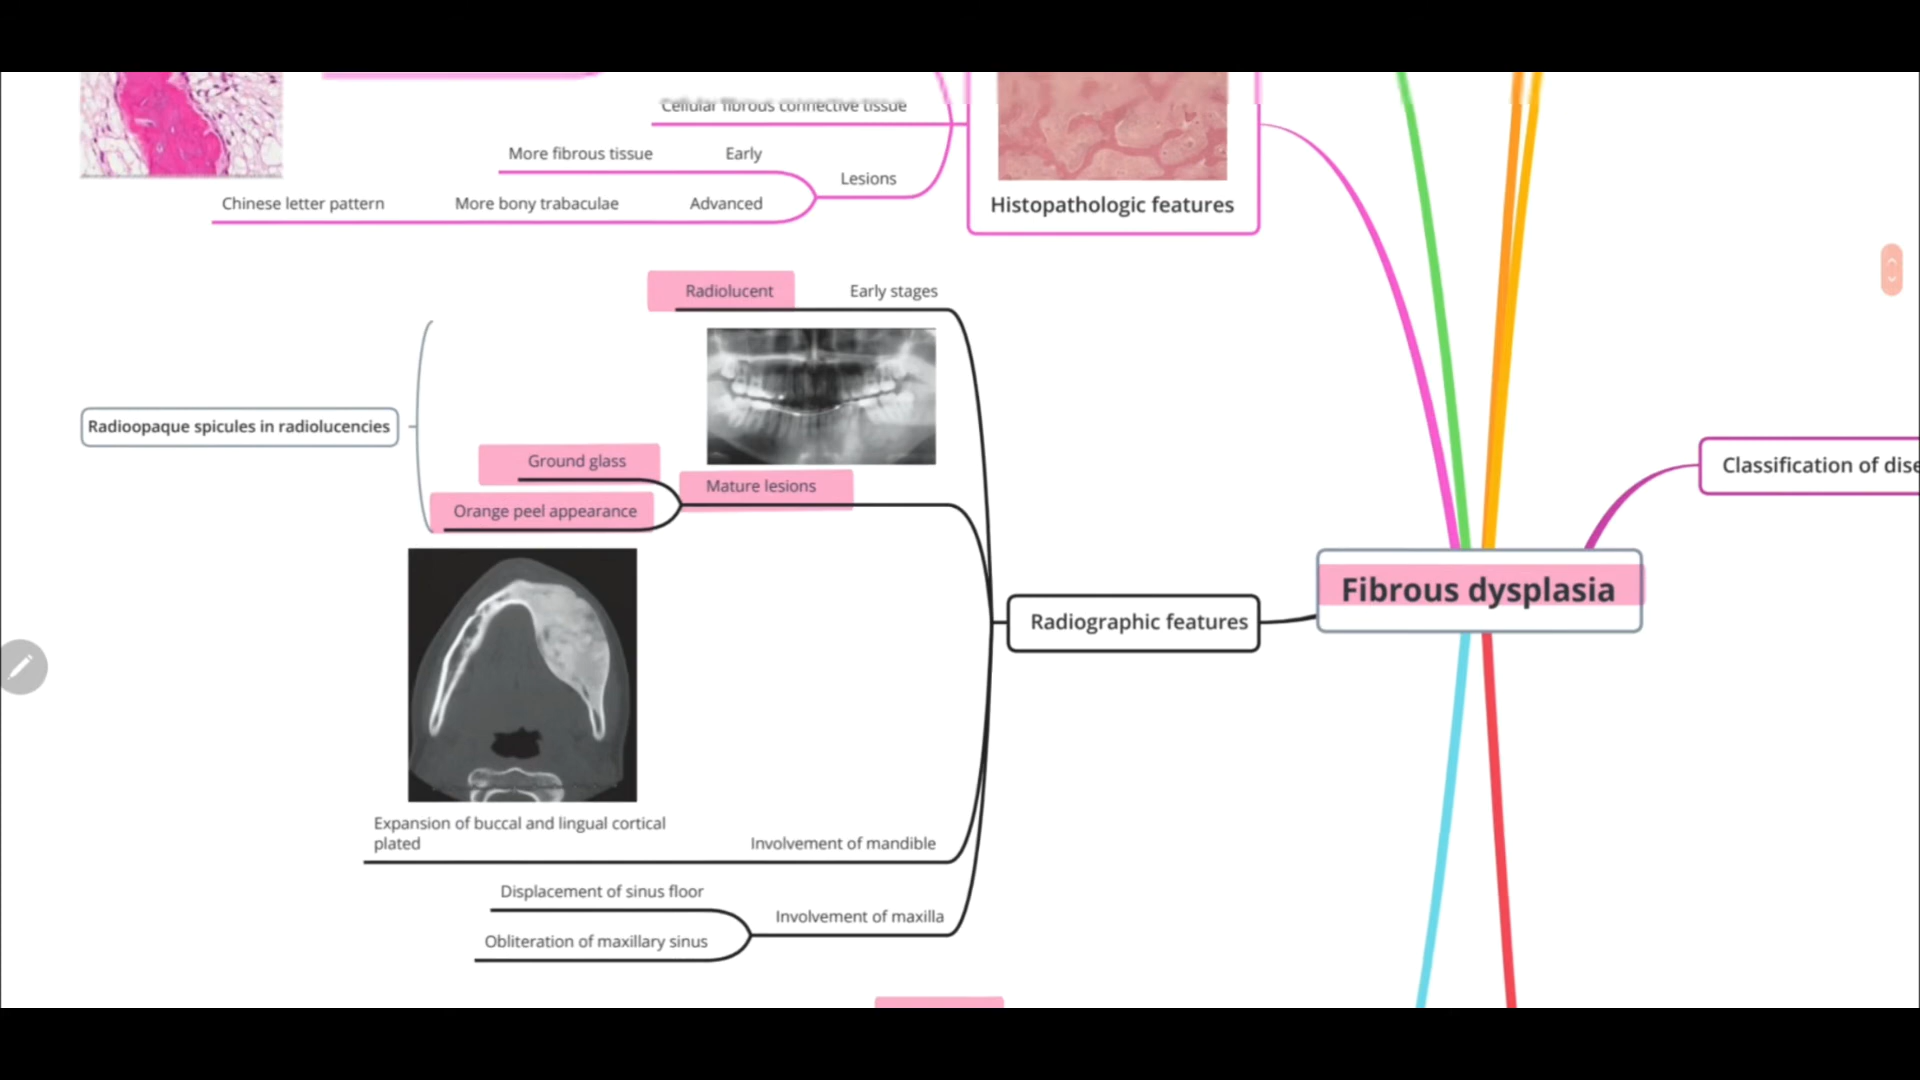 Cellular fibrous connective tissue
More fibrous tissue
Early
Lesions
Chinese letter pattern
More bony trabaculae
Advanced
Histopathologic features
Radiolucent
Early stages
Radioopaque spicules in radiolucencies
Ground glass
Mature lesions
Orange peel appearance
Classification of dise
Fibrous dysplasia
Radiographic features
Expansion of buccal and lingual cortical
plated
Involvement of mandible
Displacement of sinus floor
Involvement of maxilla
Obliteration of maxillary sinus